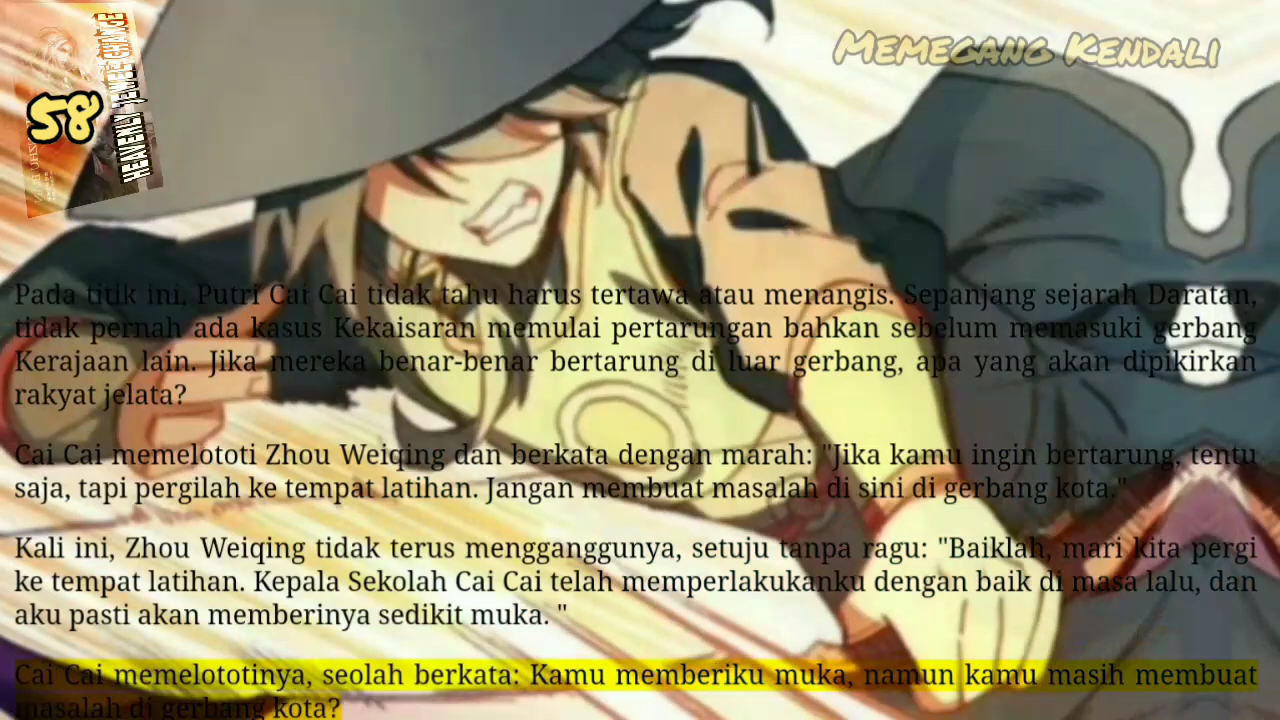 58
HEAVENLY JEWEL CHANGE
Memegang Kendali
Pada titik ini, Putri Cai Cai tidak tahu harus tertawa atau menangis. Sepanjang sejarah Daratan,
tidak pernah ada kasus Kekaisaran memulai pertarungan bahkan sebelum memasuki gerbang
Kerajaan lain. Jika mereka benar-benar bertarung di luar gerbang, apa yang akan dipikirkan
rakyat jelata?
Cai Cai memelototi Zhou Weiqing dan berkata dengan marah: "Jika kamu ingin bertarung, tentu
saja, tapi pergilah ke tempat latihan. Jangan membuat masalah di sini di gerbang kota."
Kali ini, Zhou Weiqing tidak terus mengganggunya, setuju tanpa ragu: "Baiklah, mari kita pergi
ke tempat latihan. Kepala Sekolah Cai Cai telah memperlakukanku dengan baik di masa lalu, dan
aku pasti akan memberinya sedikit muka. "
Cai Cai memelototinya, seolah berkata: Kamu memberiku muka, namun kamu masih membuat
masalah di gerbang kota?